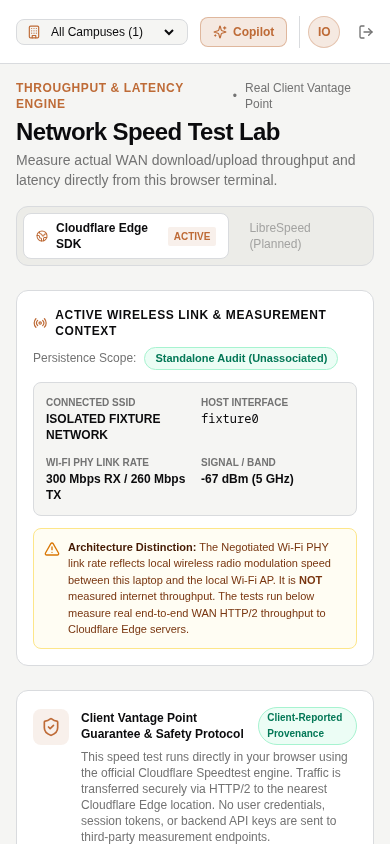 All Campuses (1)
Copilot
IO
THROUGHPUT & LATENCY ENGINE
• Real Client Vantage Point
Network Speed Test Lab
Measure actual WAN download/upload throughput and
latency directly from this browser terminal.
Cloudflare Edge SDK
ACTIVE
LibreSpeed (Planned)
ACTIVE WIRELESS LINK & MEASUREMENT
CONTEXT
Persistence Scope: Standalone Audit (Unassociated)
CONNECTED SSID
ISOLATED FIXTURE
NETWORK
HOST INTERFACE
fixture0
WI-FI PHY LINK RATE
300 Mbps RX / 260 Mbps
TX
SIGNAL / BAND
-67 dBm (5 GHz)
Architecture Distinction: The Negotiated Wi-Fi PHY
link rate reflects local wireless radio modulation speed
between this laptop and the local Wi-Fi AP. It is NOT
measured internet throughput. The tests run below
measure real end-to-end WAN HTTP/2 throughput to
Cloudflare Edge servers.
Client Vantage Point
Guarantee & Safety Protocol
Client-Reported
Provenance
This speed test runs directly in your browser using
the official Cloudflare Speedtest engine. Traffic is
transferred securely via HTTP/2 to the nearest
Cloudflare Edge location. No user credentials,
session tokens, or backend API keys are sent to
third-party measurement endpoints.